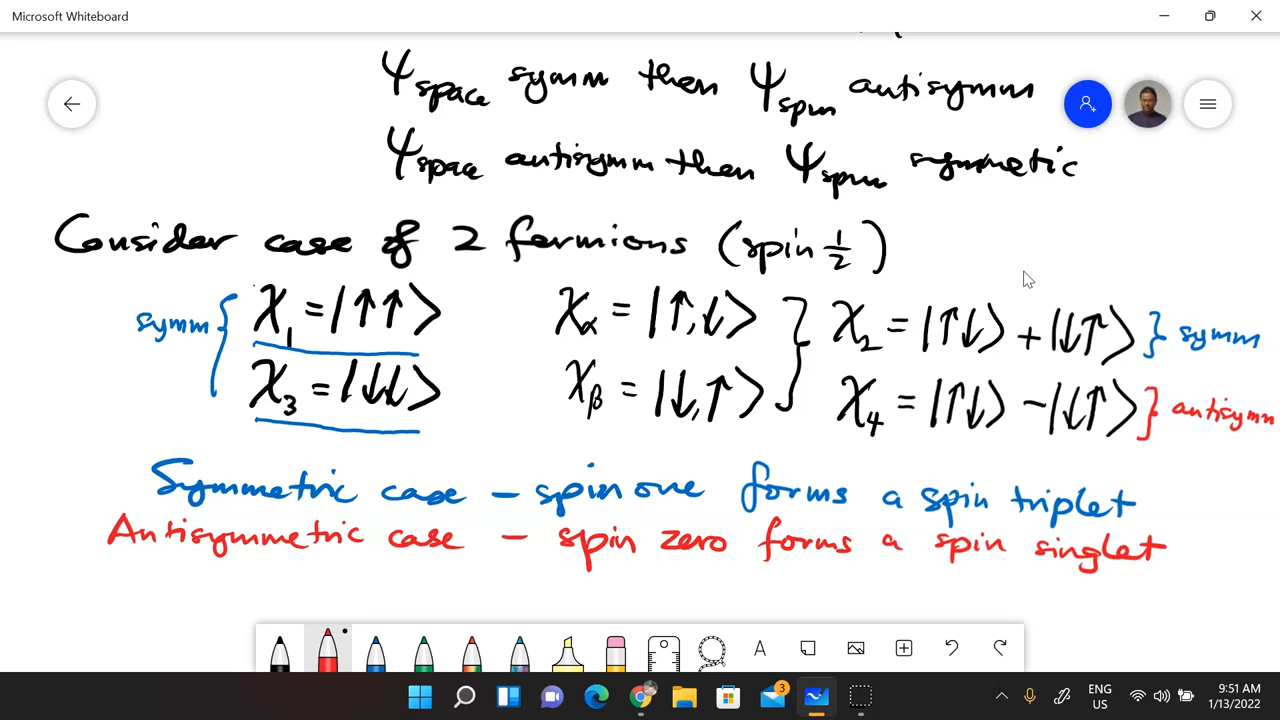 Microsoft Whiteboard
Ψspace symm then Ψspin antisymm
Ψspace antisymm then Ψspin symmetic
Consider case of 2 fermions (spin 1/2)
symm { χ1 = |↑↑> χα = |↑,↓> } χ2 = |↑↓> + |↓↑> } symm
χ3 = |↓↓> χβ = |↓,↑> χ4 = |↑↓> - |↓↑> } antisymm
Symmetric case - spin one forms a spin triplet
Antisymmetric case - spin zero forms a spin singlet
A
3
ENG
US
9:51 AM
1/13/2022